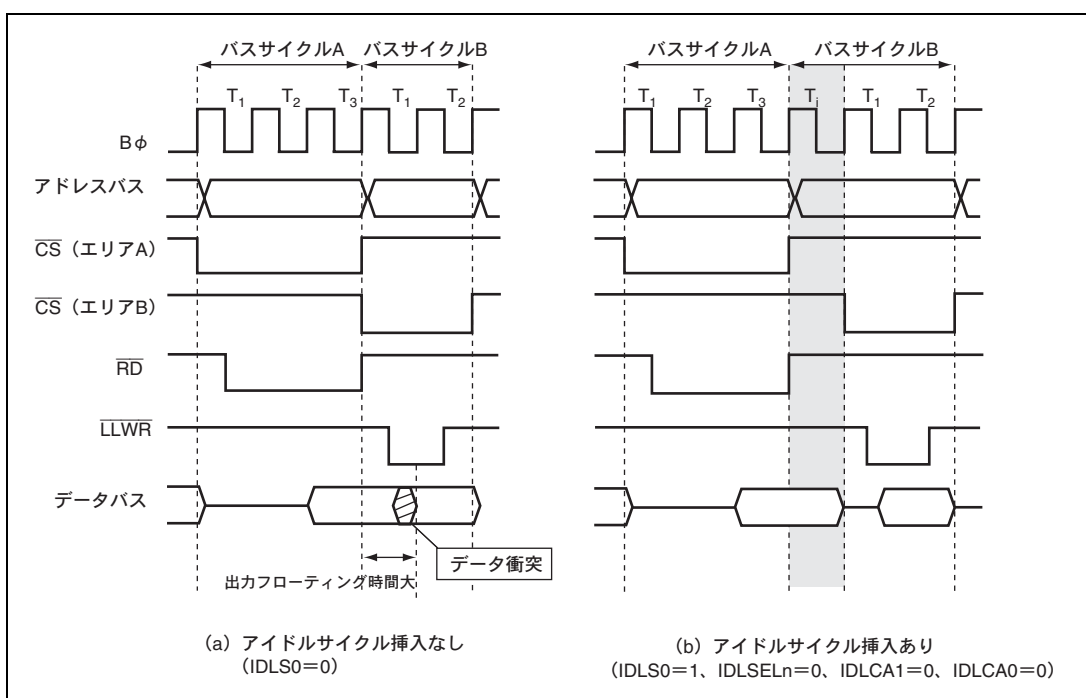 バスサイクルA バスサイクルB
T1 T2 T3 T1 T2
Bφ
アドレスバス
CS（エリアA）
CS（エリアB）
RD
LLWR
データバス
データ衝突
出力フローティング時間大
(a) アイドルサイクル挿入なし
(IDLS0=0)
バスサイクルA バスサイクルB
T1 T2 T3 Ti T1 T2
(b) アイドルサイクル挿入あり
(IDLS0=1、IDLSELn=0、IDLCA1=0、IDLCA0=0)